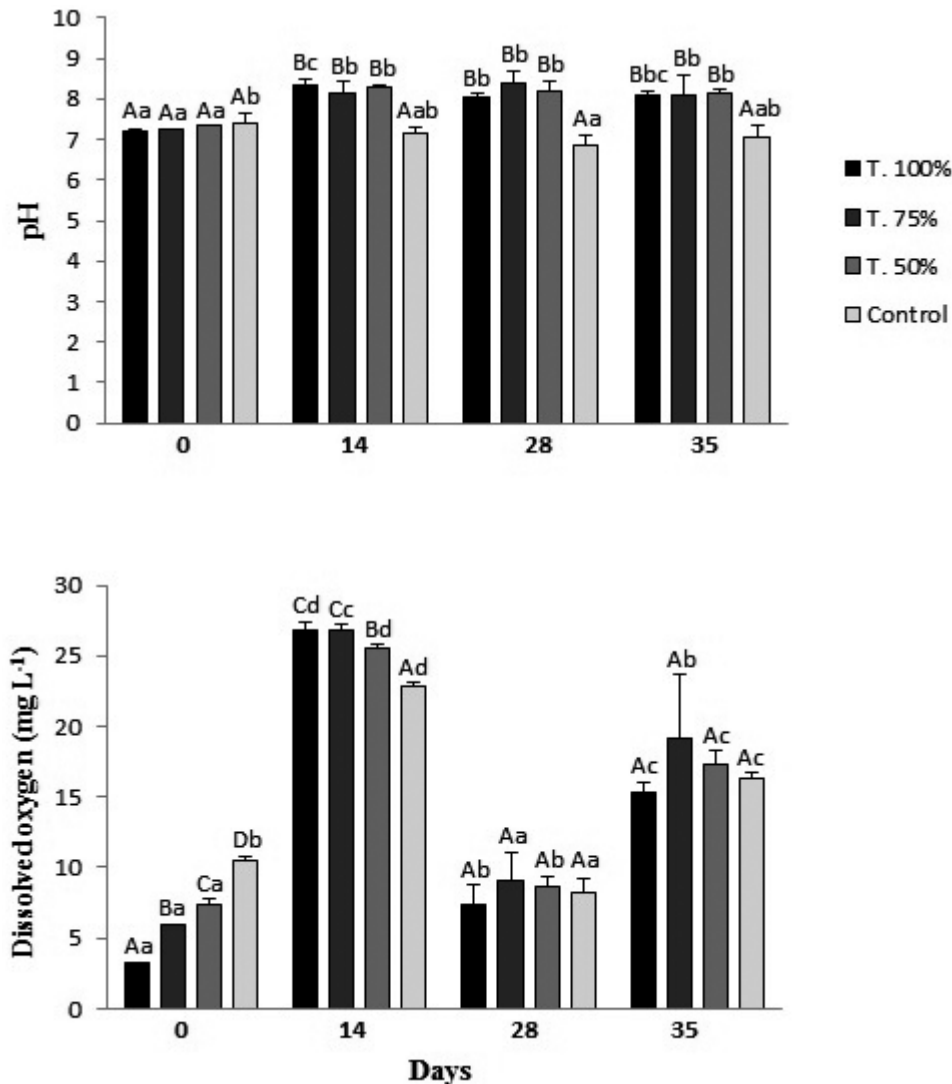 10
9
8
7
6
5
4
3
2
1
0
pH
Aa Aa Aa Ab
Bc Bb Bb Aab
Bb Bb Bb Aa
Bbc Bb Bb Aab
0 14 28 35
T. 100%
T. 75%
T. 50%
Control
30
25
20
15
10
5
0
Dissolvedoxygen (mg L-¹)
Aa Ba Ca Db
Cd Cc Bd Ad
Ab Aa Ab Aa
Ac Ab Ac Ac
0 14 28 35
Days